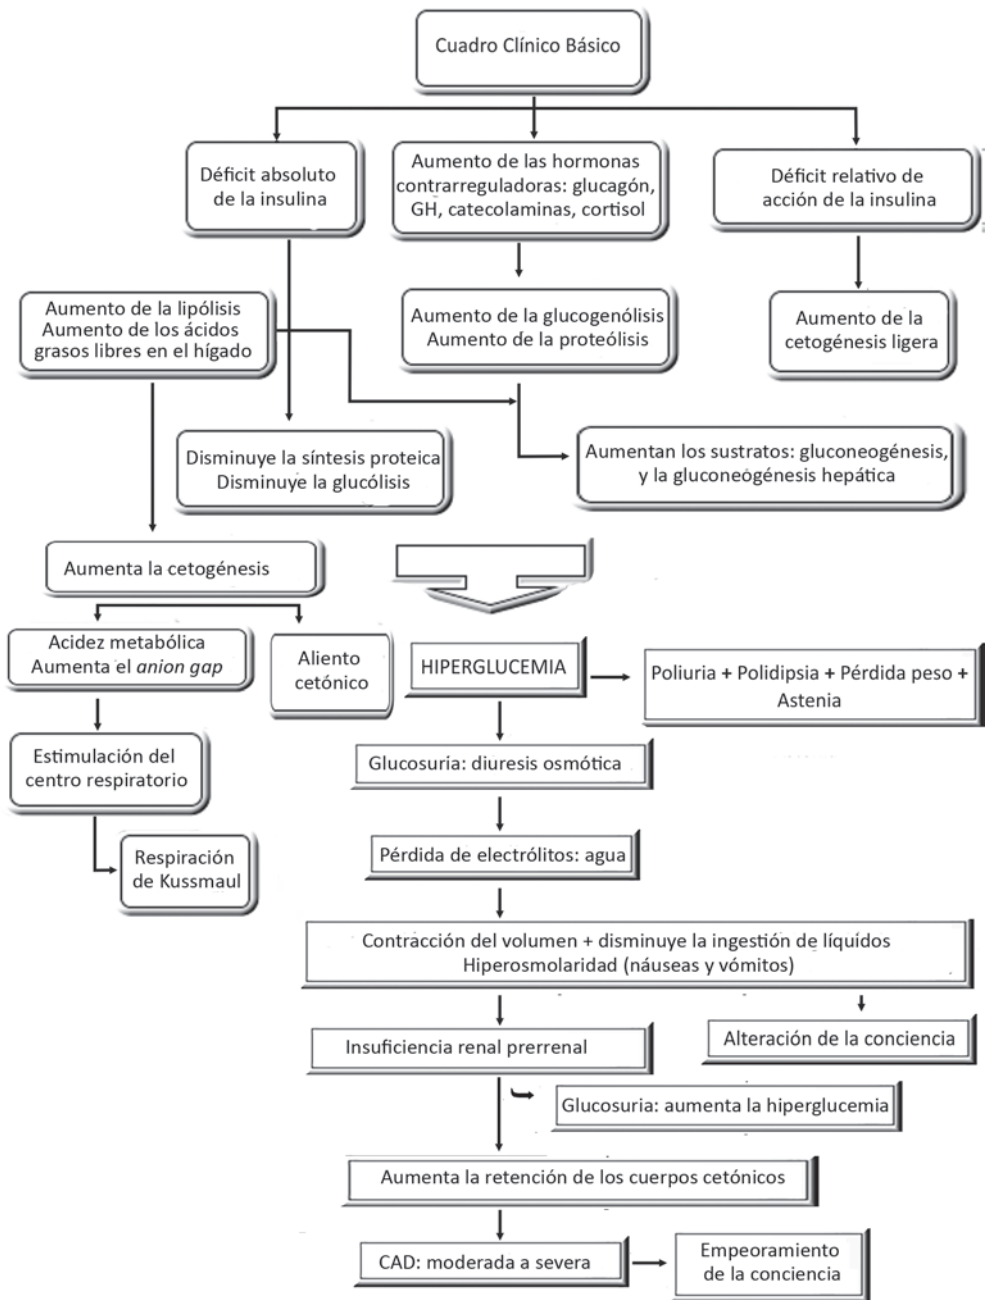 Cuadro Clínico Básico
Déficit absoluto
de la insulina
Aumento de las hormonas
contrarreguladoras: glucagón,
GH, catecolaminas, cortisol
Déficit relativo de
acción de la insulina
Aumento de la lipólisis
Aumento de los ácidos
grasos libres en el hígado
Aumento de la glucogenólisis
Aumento de la proteólisis
Aumento de la
cetogénesis ligera
Disminuye la síntesis proteica
Disminuye la glucólisis
Aumentan los sustratos: gluconeogénesis,
y la gluconeogénesis hepática
Aumenta la cetogénesis
Acidez metabólica
Aumenta el anion gap
Aliento
cetónico
HIPERGLUCEMIA
Poliuria + Polidipsia + Pérdida peso +
Astenia
Estimulación del
centro respiratorio
Glucosuria: diuresis osmótica
Respiración
de Kussmaul
Pérdida de electrólitos: agua
Contracción del volumen + disminuye la ingestión de líquidos
Hiperosmolaridad (náuseas y vómitos)
Insuficiencia renal prerrenal
Alteración de la conciencia
Glucosuria: aumenta la hiperglucemia
Aumenta la retención de los cuerpos cetónicos
CAD: moderada a severa
Empeoramiento
de la conciencia